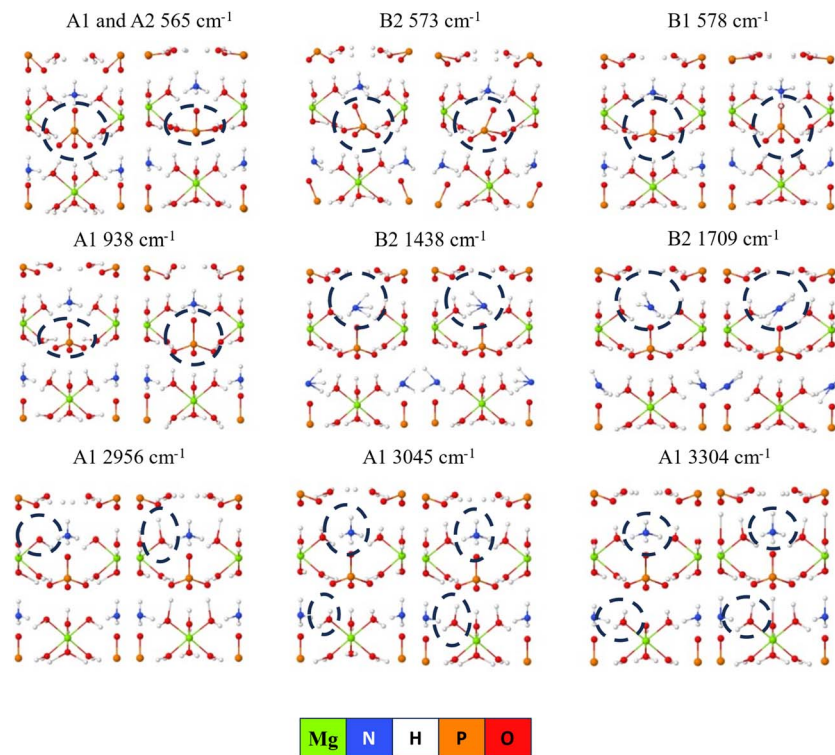 A1 and A2 565 cm⁻¹
B2 573 cm⁻¹
B1 578 cm⁻¹
A1 938 cm⁻¹
B2 1438 cm⁻¹
B2 1709 cm⁻¹
A1 2956 cm⁻¹
A1 3045 cm⁻¹
A1 3304 cm⁻¹
Mg N H P O